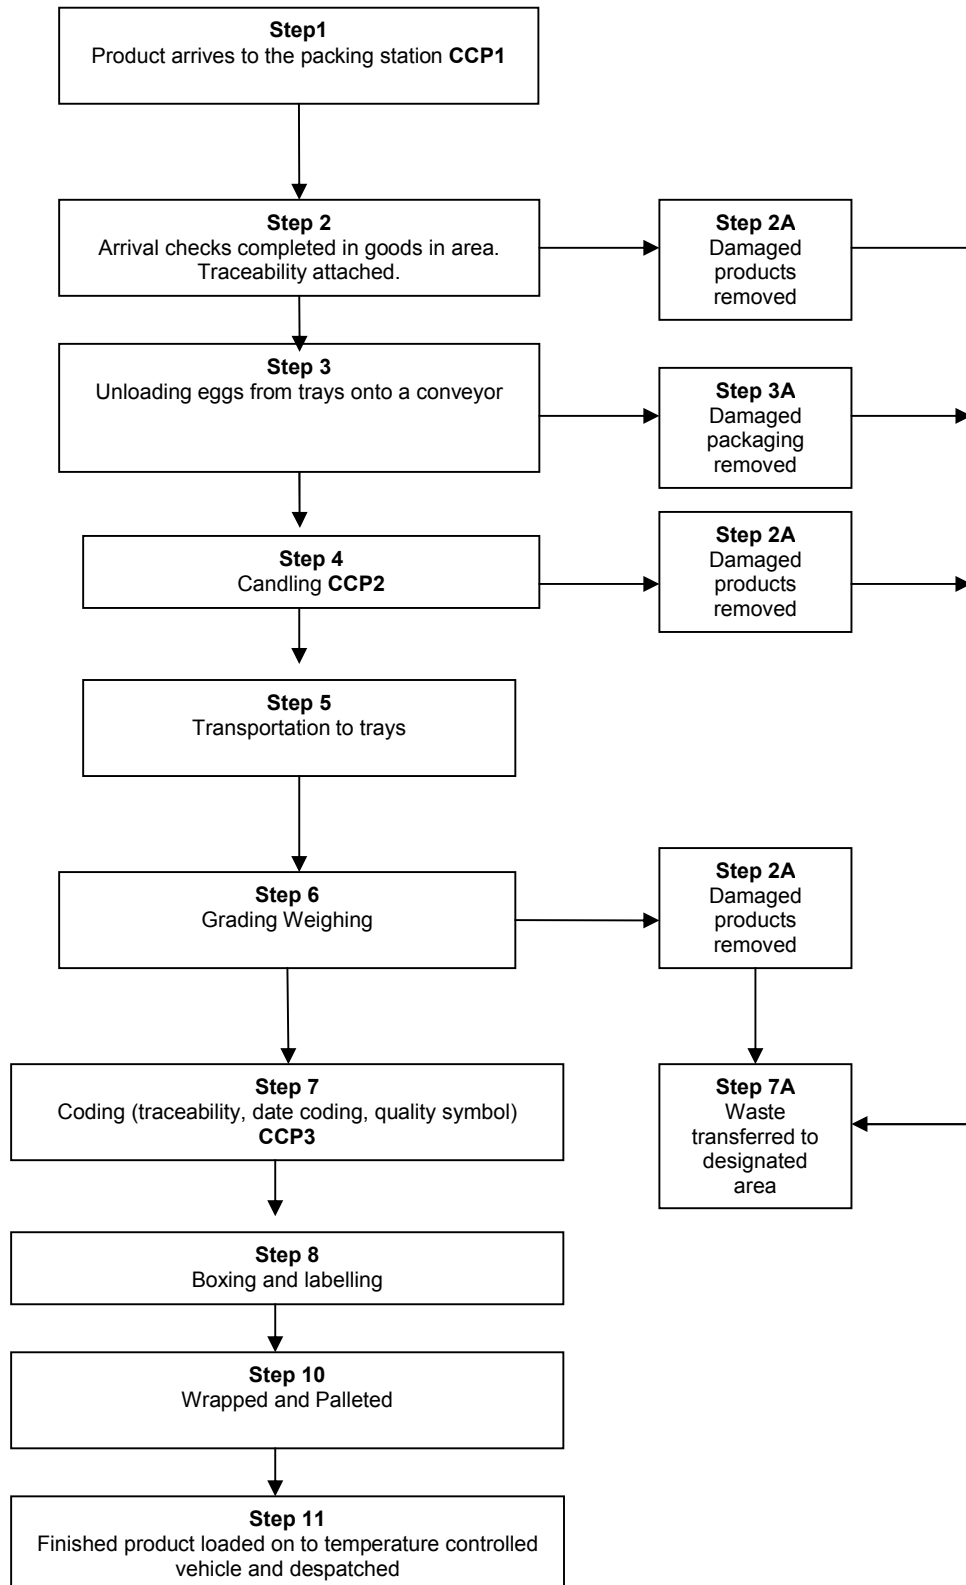 Step1
Product arrives to the packing station CCP1
Step 2
Arrival checks completed in goods in area.
Traceability attached.
Step 2A
Damaged
products
removed
Step 3
Unloading eggs from trays onto a conveyor
Step 3A
Damaged
packaging
removed
Step 4
Candling CCP2
Step 2A
Damaged
products
removed
Step 5
Transportation to trays
Step 6
Grading Weighing
Step 2A
Damaged
products
removed
Step 7
Coding (traceability, date coding, quality symbol)
CCP3
Step 7A
Waste
transferred to
designated
area
Step 8
Boxing and labelling
Step 10
Wrapped and Palleted
Step 11
Finished product loaded on to temperature controlled
vehicle and despatched